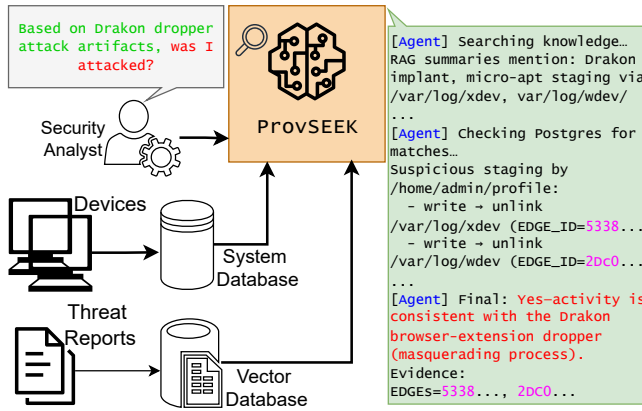 Based on Drakon dropper
attack artifacts, was I
attacked?
Security
Analyst
ProvSEEK
Devices
System
Database
Threat
Reports
Vector
Database
[Agent] Searching knowledge…
RAG summaries mention: Drakon
implant, micro-apt staging via
/var/log/xdev, var/log/wdev/
...
[Agent] Checking Postgres for
matches…
Suspicious staging by
/home/admin/profile:
- write → unlink
/var/log/xdev (EDGE_ID=5338...
- write → unlink
/var/log/wdev (EDGE_ID=2DC0...
...
[Agent] Final: Yes—activity is
consistent with the Drakon
browser-extension dropper
(masquerading process).
Evidence:
EDGEs=5338..., 2DC0...